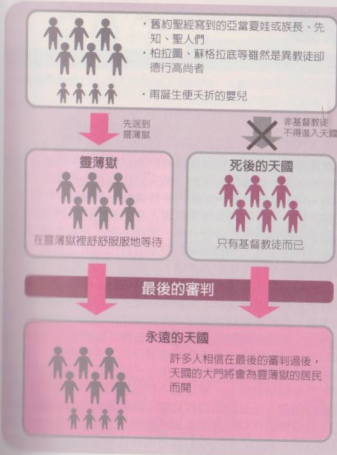 ・舊約聖經寫到的亞當夏娃或族長、先
知、聖人們
・柏拉圖、蘇格拉底等雖然是異教徒卻
德行高尚者
・甫誕生便夭折的嬰兒
先送到
靈薄獄
非基督教徒
不得進入天國
靈薄獄
在靈薄獄裡舒舒服服地等待
死後的天國
只有基督教徒而已
最後的審判
永遠的天國
許多人相信在最後的審判過後，
天國的大門將會為靈薄獄的居民
而開